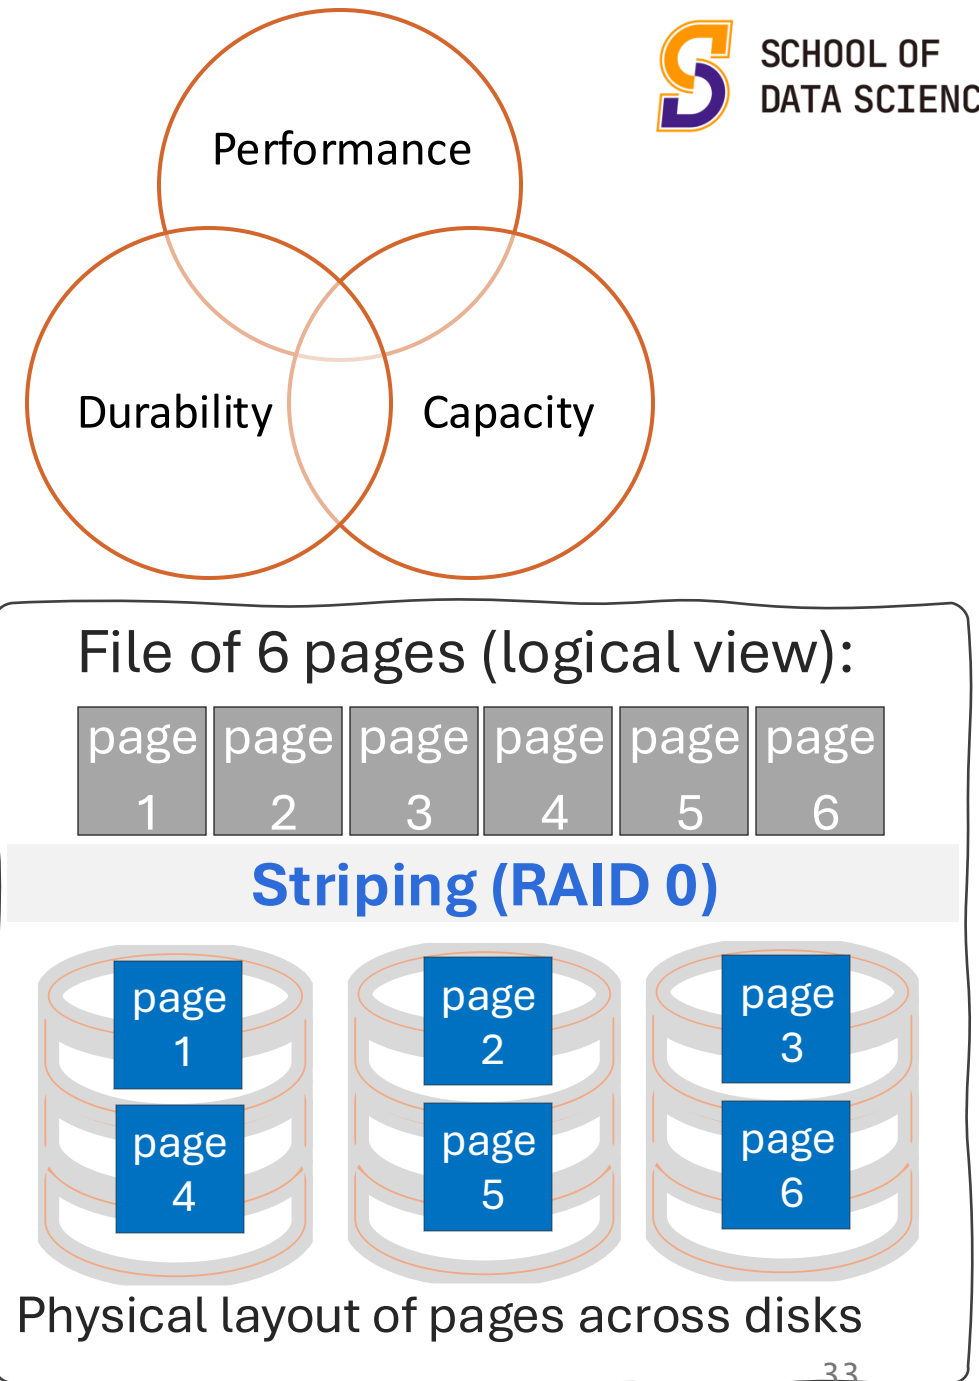 SCHOOL OF
DATA SCIENC
Performance
Durability
Capacity
File of 6 pages (logical view):
page 1
page 2
page 3
page 4
page 5
page 6
Striping (RAID 0)
page 1
page 2
page 3
page 4
page 5
page 6
Physical layout of pages across disks
33